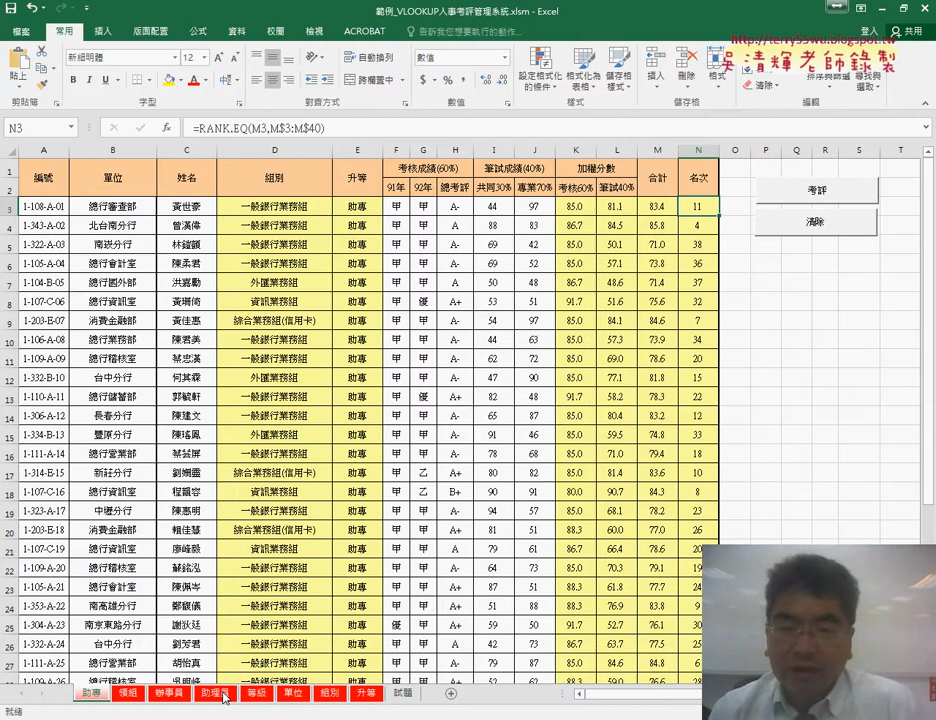 範例_VLOOKUP人事考評管理系統.xlsm - Excel
檔案 常用 插入 版面配置 公式 資料 校閱 檢視 ACROBAT 告訴我您想要執行的動作... 登入 共用
http://terry55wu.blogspot.tw
吳清輝老師錄製
新細明體 12 自動換列 數值
貼上 B I U 跨欄置中 $ % 設定格式化的條件 格式化為表格 儲存格樣式 插入 刪除 格式 清除 排序與篩選 尋找與選取
剪貼簿 字型 對齊方式 數值 樣式 儲存格 編輯
N3 =RANK.EQ(M3,M$3:M$40)
A B C D E F G H I J K L M N O P Q R S T
1 編號 單位 姓名 組別 升等 考核成績(60%) 筆試成績(40%) 加權分數 合計 名次 考評
2 91年 92年 總考評 共同30% 專業70% 考核60% 筆試40%
3 1-108-A-01 總行審查部 黃世豪 一般銀行業務組 助專 甲 甲 A- 44 97 85.0 81.1 83.4 11
清除
4 1-343-A-02 北台南分行 曾漢偉 一般銀行業務組 助專 甲 甲 A 88 83 86.7 84.5 85.8 4
5 1-322-A-03 南崁分行 林鎧顗 一般銀行業務組 助專 甲 甲 A- 69 42 85.0 50.1 71.0 38
6 1-105-A-04 總行會計室 陳柔君 一般銀行業務組 助專 甲 甲 A- 69 52 85.0 57.1 73.8 36
7 1-104-B-05 總行國外部 洪嘉勳 外匯業務組 助專 甲 甲 A 50 48 86.7 48.6 71.4 37
8 1-107-C-06 總行資訊室 黃珊倚 資訊業務組 助專 甲 優 A+ 53 51 91.7 51.6 75.6 32
9 1-203-E-07 消費金融部 黃佳惠 綜合業務組(信用卡) 助專 甲 甲 A- 54 97 85.0 84.1 84.6 7
10 1-106-A-08 總行業務部 陳君美 一般銀行業務組 助專 甲 甲 A- 44 63 85.0 57.3 73.9 34
11 1-109-A-09 總行稽核室 蔡忠漢 一般銀行業務組 助專 甲 甲 A- 62 72 85.0 69.0 78.6 20
12 1-332-B-10 台中分行 何其霖 外匯業務組 助專 甲 甲 A- 47 90 85.0 77.1 81.8 15
13 1-110-A-11 總行儲蓄部 郭毓軒 一般銀行業務組 助專 甲 優 A+ 82 48 91.7 58.2 78.3 22
14 1-306-A-12 長春分行 陳建文 一般銀行業務組 助專 甲 甲 A- 65 87 85.0 80.4 83.2 12
15 1-334-B-13 豐原分行 陳瑤鳳 外匯業務組 助專 甲 甲 A- 91 46 85.0 59.5 74.8 33
16 1-111-A-14 總行營業部 蔡芸屏 一般銀行業務組 助專 甲 甲 A- 78 68 85.0 71.0 79.4 18
17 1-314-E-15 新莊分行 劉姍靈 綜合業務組(信用卡) 助專 甲 乙 A+ 80 82 85.0 81.4 83.6 10
18 1-107-C-16 總行資訊室 程韻容 資訊業務組 助專 甲 乙 B+ 90 91 80.0 90.7 84.3 8
19 1-323-A-17 中壢分行 陳惠明 一般銀行業務組 助專 甲 甲 A- 94 57 85.0 68.1 78.2 23
20 1-203-E-18 消費金融部 賴佳慧 綜合業務組(信用卡) 助專 甲 甲 A+ 81 51 88.3 60.0 77.0 26
21 1-107-C-19 總行資訊室 廖峰毅 資訊業務組 助專 甲 甲 A 79 61 86.7 66.4 78.6
22 1-109-A-20 總行稽核室 蘇銘泓 一般銀行業務組 助專 甲 甲 A- 64 73 85.0 70.3 79.1
23 1-105-A-21 總行會計室 陳佩岑 一般銀行業務組 助專 甲 甲 A+ 87 51 88.3 61.8 77.7
24 1-353-A-22 南高雄分行 鄭馥儀 一般銀行業務組 助專 甲 甲 A+ 51 88 88.3 76.9 83.8
25 1-304-A-23 南京東路分行 謝狄廷 一般銀行業務組 助專 優 甲 A+ 59 50 91.7 52.7 76.1
26 1-332-A-24 台中分行 劉芳君 一般銀行業務組 助專 甲 甲 A 42 73 86.7 63.7 77.5
27 1-111-A-25 總行營業部 胡怡真 一般銀行業務組 助專 甲 甲 A- 84.8 84.8
助專 領組 辦事員 助理員 等級 單位 組別 升等 試題
就緒